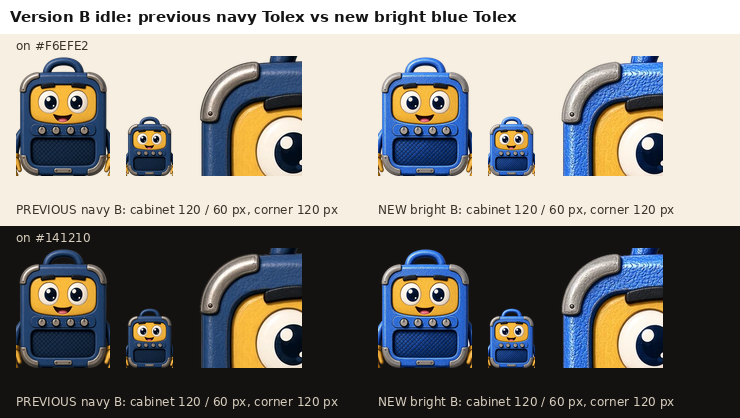 Version B idle: previous navy Tolex vs new bright blue Tolex
on #F6EFE2
PREVIOUS navy B: cabinet 120 / 60 px, corner 120 px
NEW bright B: cabinet 120 / 60 px, corner 120 px
on #141210
PREVIOUS navy B: cabinet 120 / 60 px, corner 120 px
NEW bright B: cabinet 120 / 60 px, corner 120 px